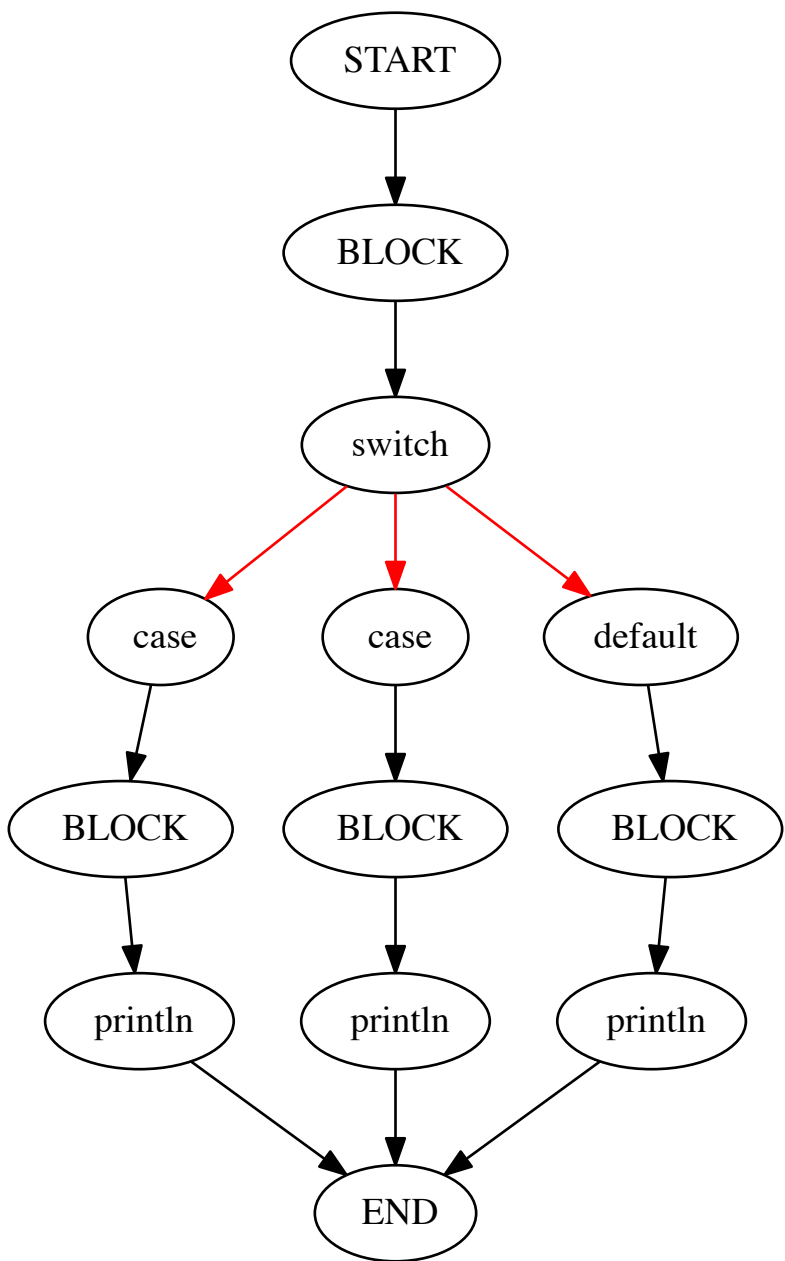 START
BLOCK
switch
case
case
default
BLOCK
BLOCK
BLOCK
println
println
println
END